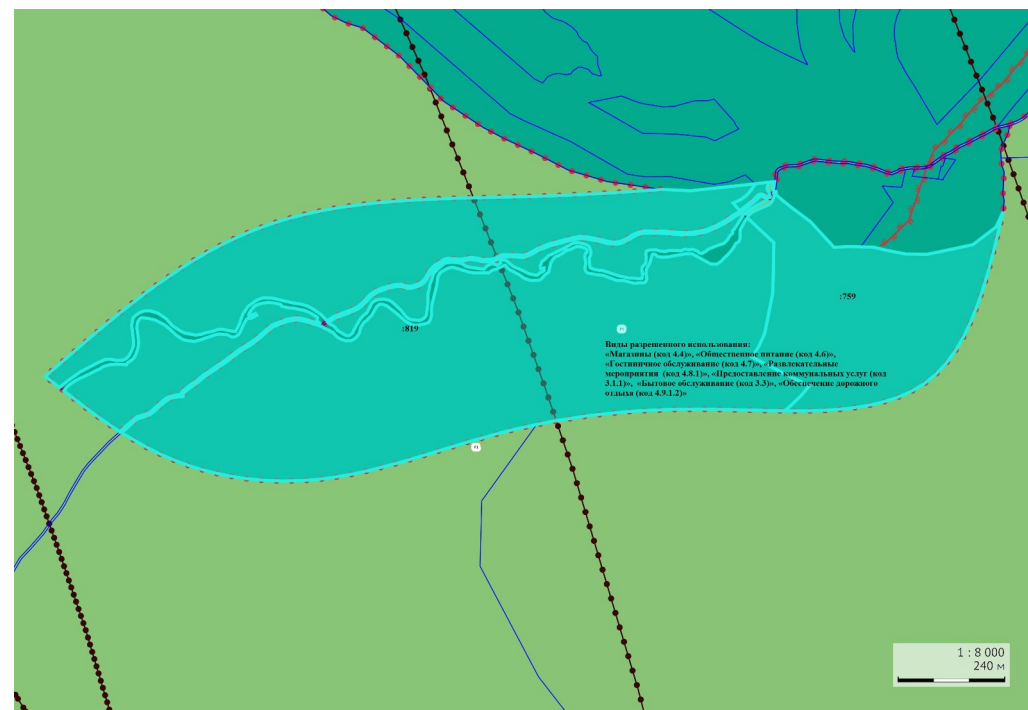 :759
:819
Виды разрешенного использования:
«Магазины (код 4.4)», «Общественное питание (код 4.6)»,
«Гостиничное обслуживание (код 4.7)», «Развлекательные
мероприятия (код 4.8.1)», «Предоставление коммунальных услуг (код
3.1.1)», «Бытовое обслуживание (код 3.3)», «Обеспечение дорожного
отдыха (код 4.9.1.2)»
1 : 8 000
240 м